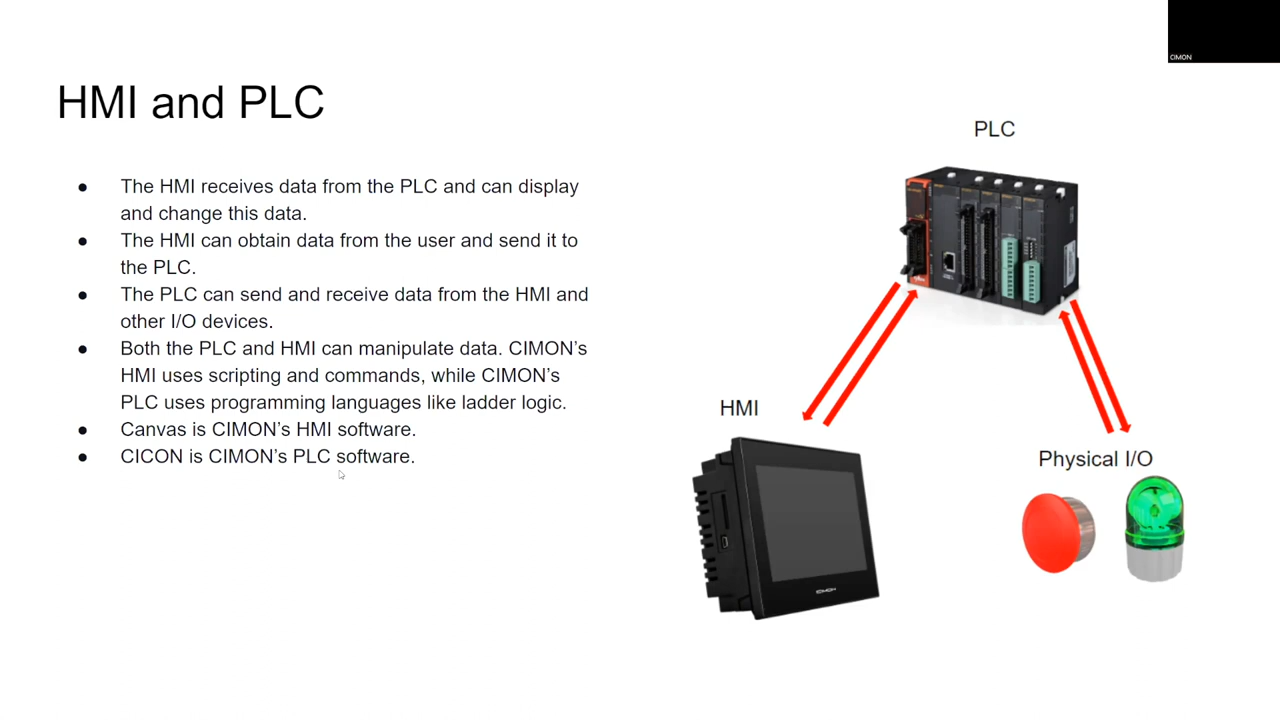 CIMON
HMI and PLC
● The HMI receives data from the PLC and can display
and change this data.
● The HMI can obtain data from the user and send it to
the PLC.
● The PLC can send and receive data from the HMI and
other I/O devices.
● Both the PLC and HMI can manipulate data. CIMON’s
HMI uses scripting and commands, while CIMON’s
PLC uses programming languages like ladder logic.
● Canvas is CIMON’s HMI software.
● CICON is CIMON’s PLC software.
PLC
HMI
Physical I/O
CIMON